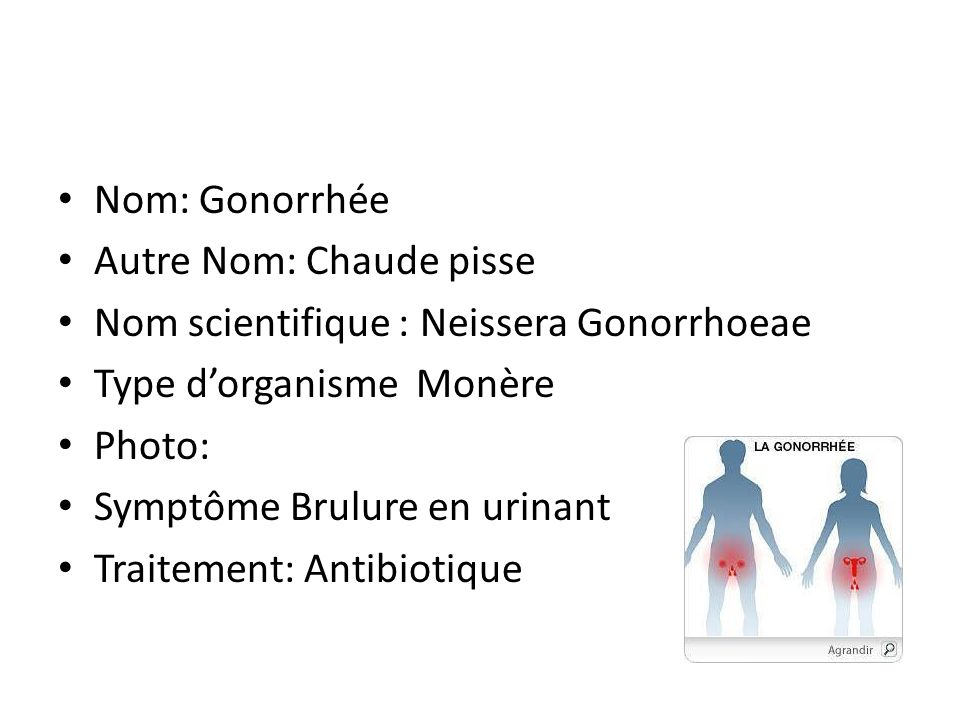 • Nom: Gonorrhée
• Autre Nom: Chaude pisse
• Nom scientifique : Neissera Gonorrhoeae
• Type d’organisme Monère
• Photo:
• Symptôme Brulure en urinant
• Traitement: Antibiotique
LA GONORRHÉE
Agrandir